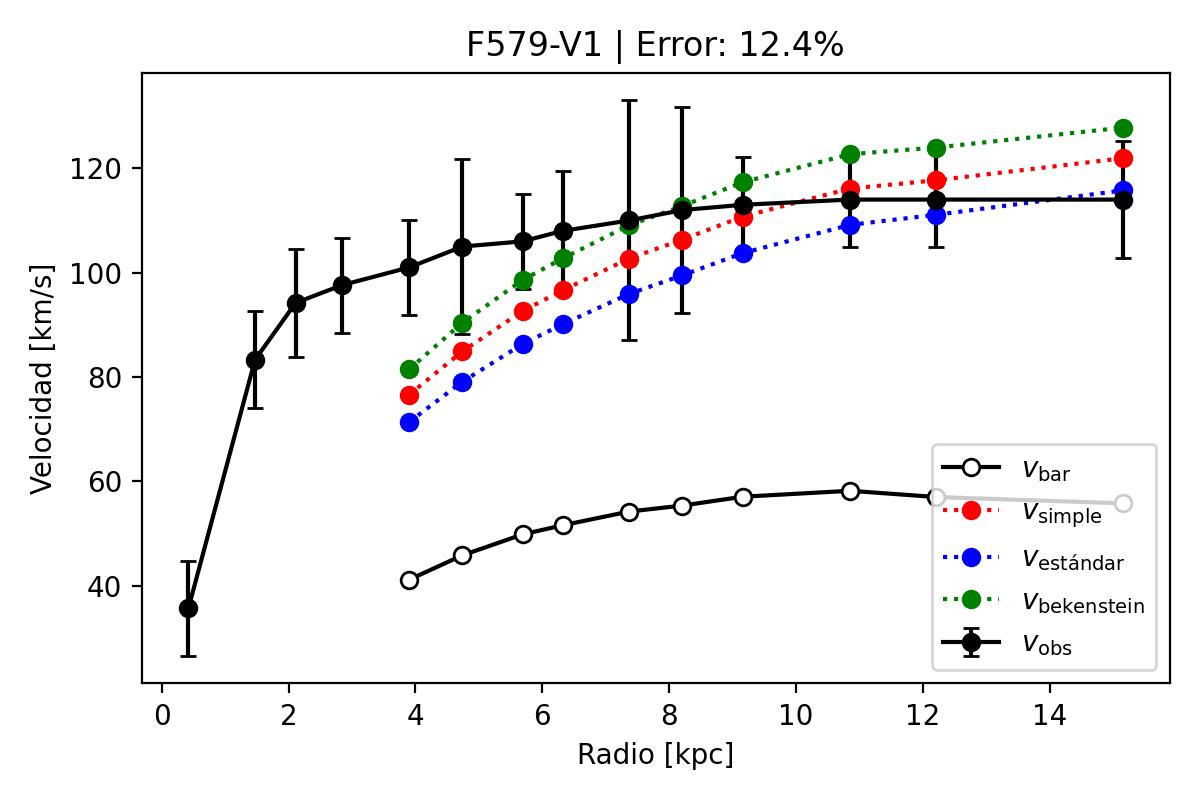 F579-V1 | Error: 12.4%
Velocidad [km/s]
120
100
80
60
40
v_bar
v_simple
v_estándar
v_bekenstein
v_obs
0 2 4 6 8 10 12 14
Radio [kpc]